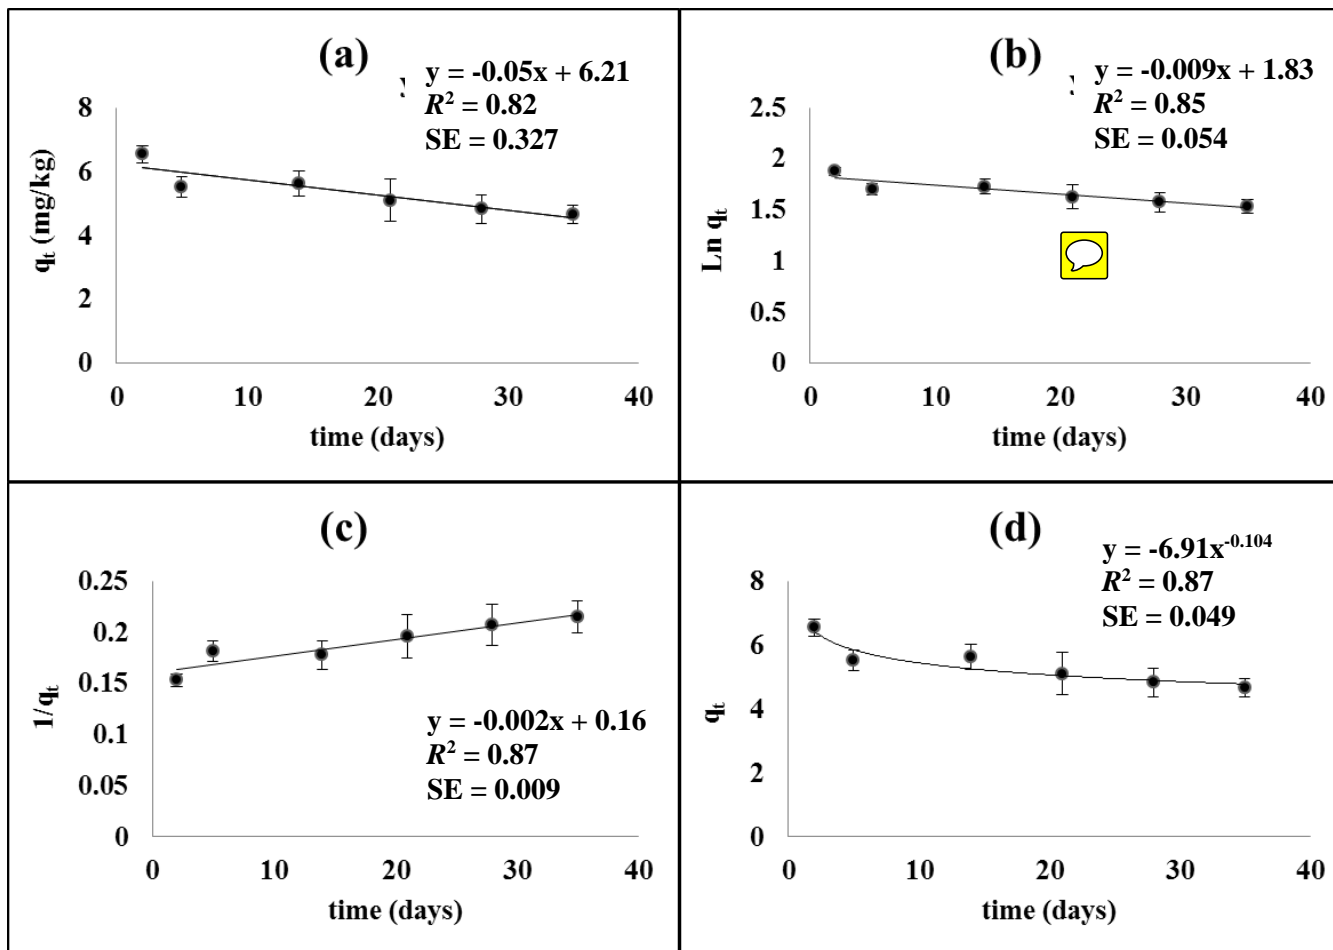 (a)
y = -0.05x + 6.21
R² = 0.82
SE = 0.327
8
6
4
2
0
qt (mg/kg)
0 10 20 30 40
time (days)
(b)
y = -0.009x + 1.83
R² = 0.85
SE = 0.054
2.5
2
1.5
1
0.5
0
Ln qt
0 10 20 30 40
time (days)
(c)
0.25
0.2
0.15
0.1
0.05
0
1/qt
y = -0.002x + 0.16
R² = 0.87
SE = 0.009
0 10 20 30 40
time (days)
(d)
y = -6.91x^-0.104
R² = 0.87
SE = 0.049
8
6
4
2
0
qt
0 10 20 30 40
time (days)